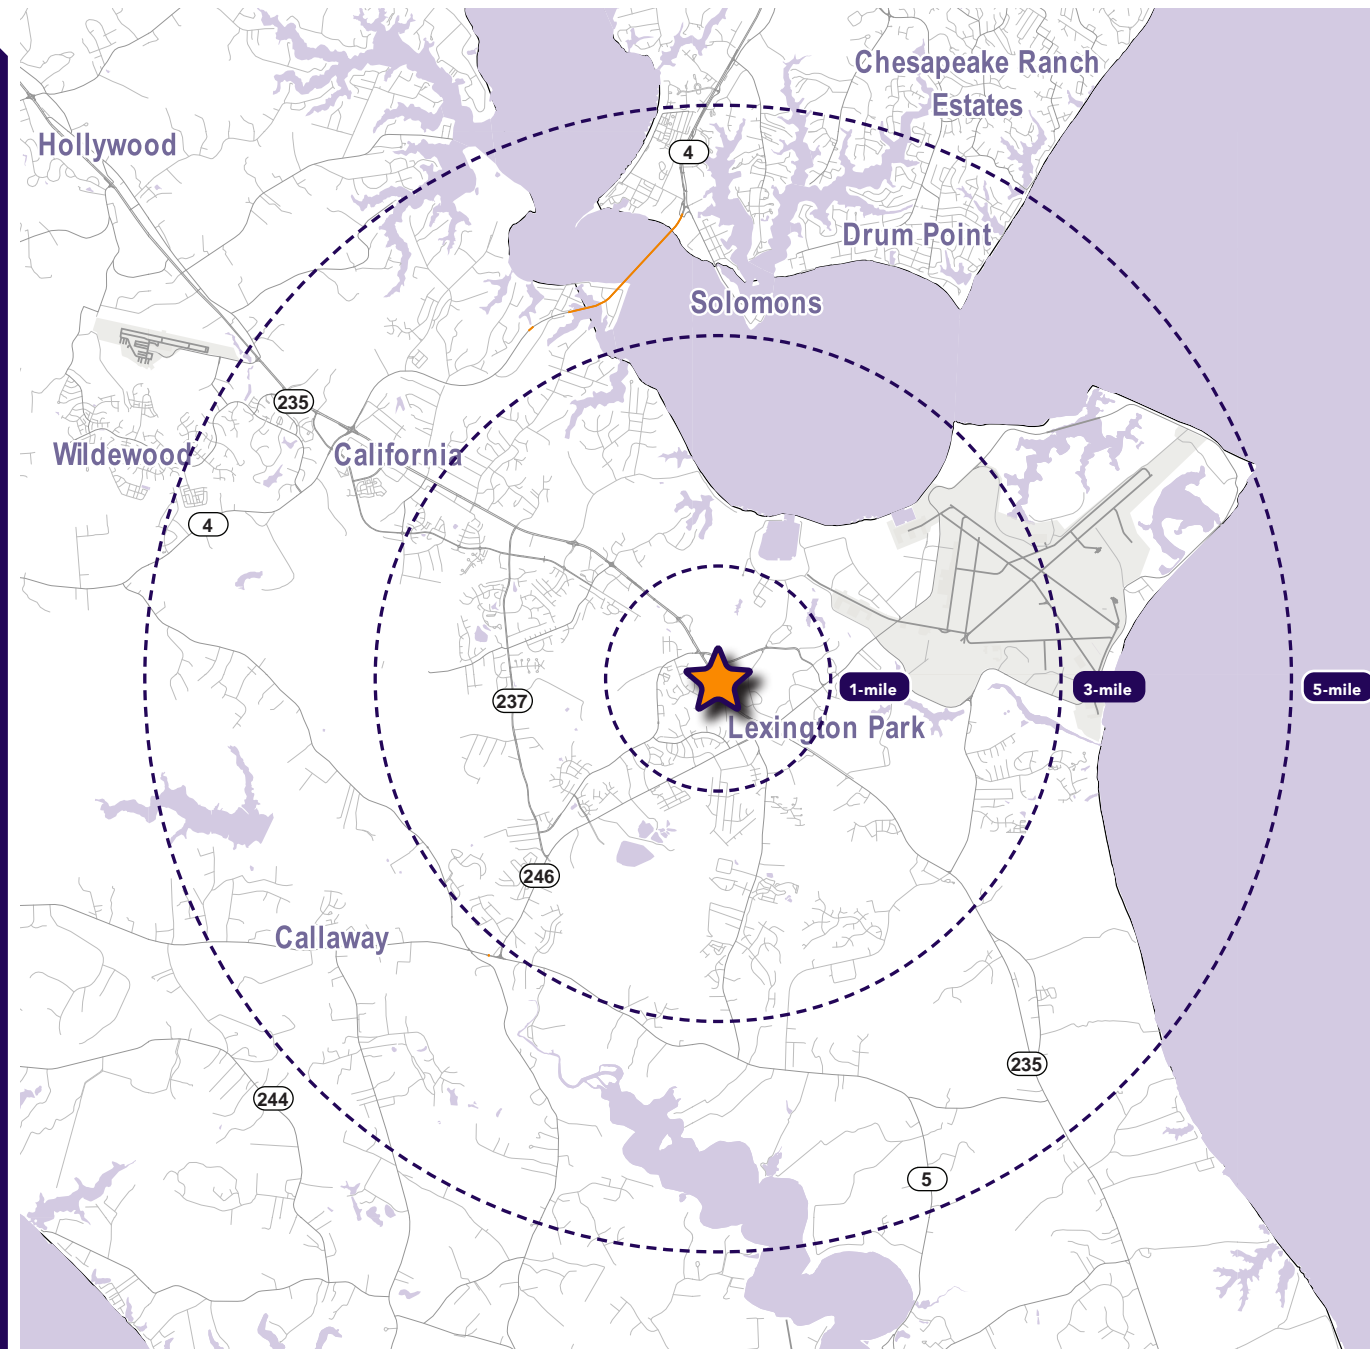 Chesapeake Ranch
Estates
Hollywood
4
Drum Point
Solomons
235
Wildewood
California
4
1-mile
3-mile
5-mile
237
Lexington Park
246
Callaway
235
244
5